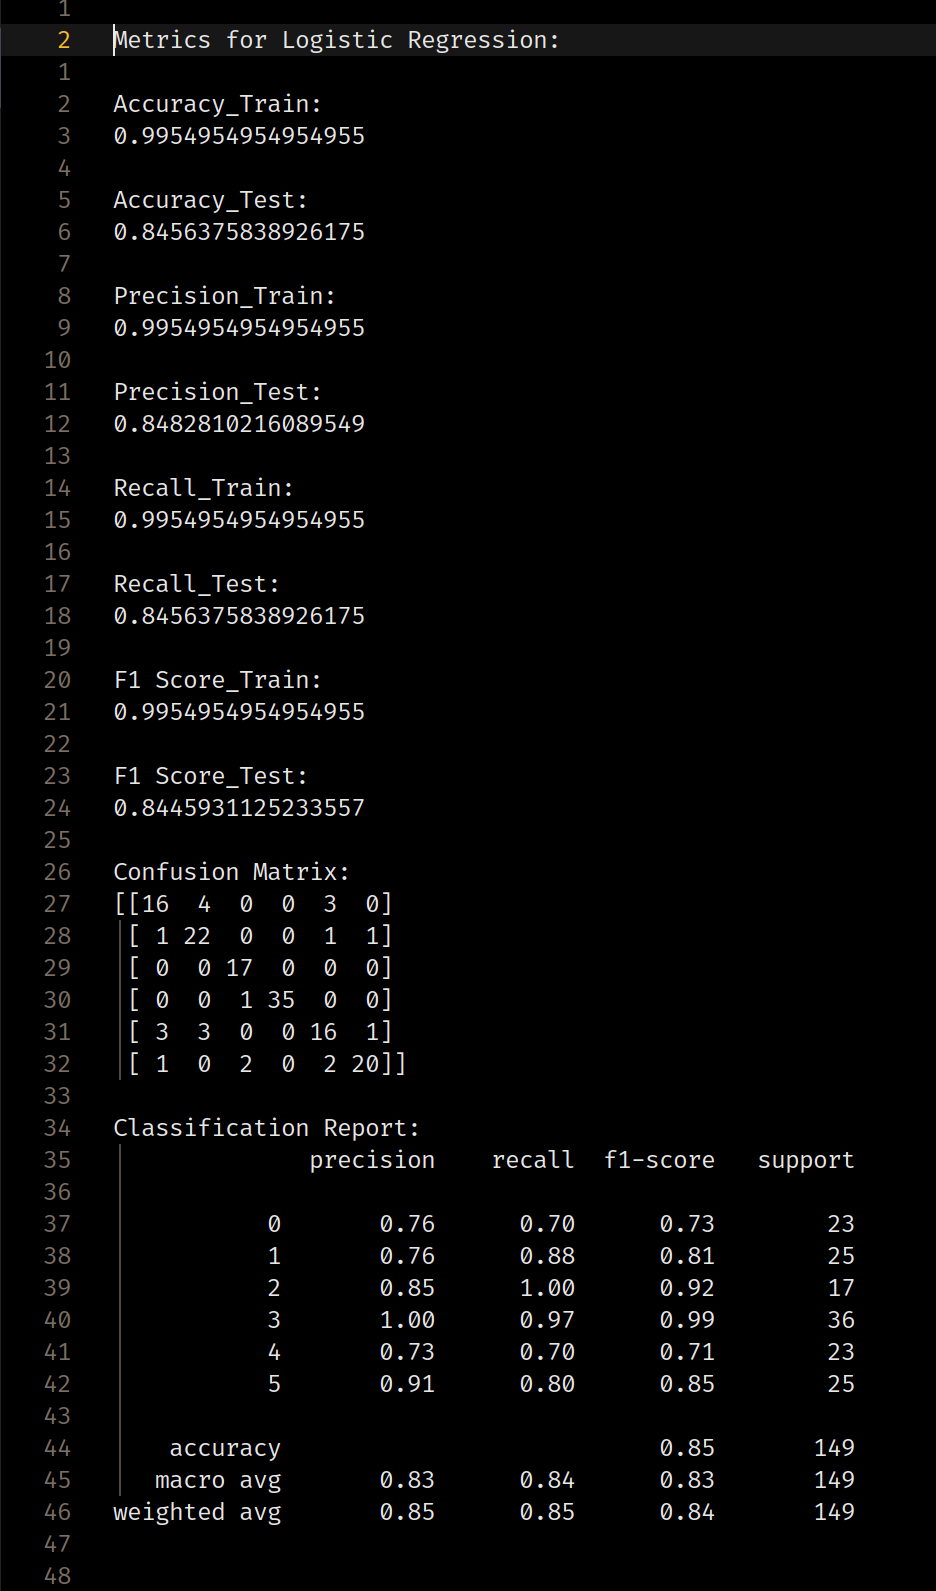 1
2 Metrics for Logistic Regression:
1
2 Accuracy_Train:
3 0.9954954954954955
4
5 Accuracy_Test:
6 0.8456375838926175
7
8 Precision_Train:
9 0.9954954954954955
10
11 Precision_Test:
12 0.8482810216089549
13
14 Recall_Train:
15 0.9954954954954955
16
17 Recall_Test:
18 0.8456375838926175
19
20 F1 Score_Train:
21 0.9954954954954955
22
23 F1 Score_Test:
24 0.8445931125233557
25
26 Confusion Matrix:
27 [[16  4  0  0  3  0]
28  [ 1 22  0  0  1  1]
29  [ 0  0 17  0  0  0]
30  [ 0  0  1 35  0  0]
31  [ 3  3  0  0 16  1]
32  [ 1  0  2  0  2 20]]
33
34 Classification Report:
35               precision    recall  f1-score   support
36
37            0       0.76      0.70      0.73        23
38            1       0.76      0.88      0.81        25
39            2       0.85      1.00      0.92        17
40            3       1.00      0.97      0.99        36
41            4       0.73      0.70      0.71        23
42            5       0.91      0.80      0.85        25
43
44     accuracy                           0.85       149
45    macro avg       0.83      0.84      0.83       149
46 weighted avg       0.85      0.85      0.84       149
47
48